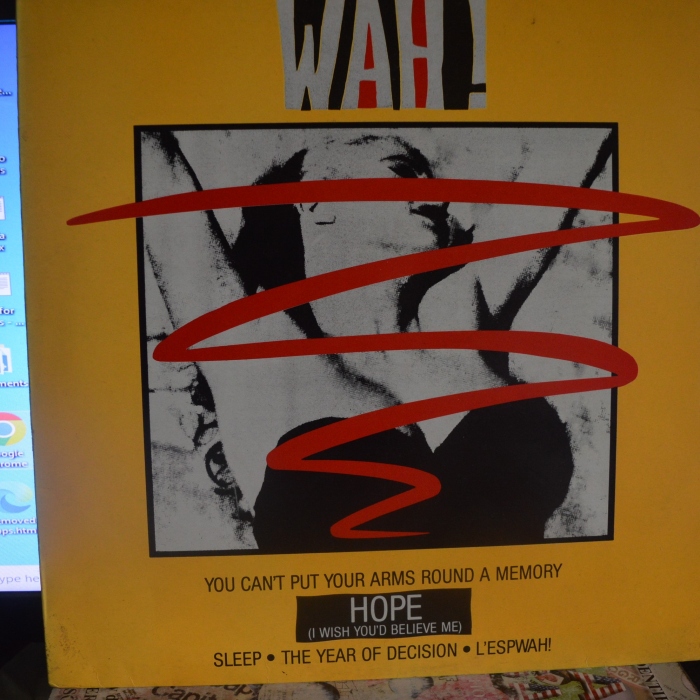 WAH!
YOU CAN'T PUT YOUR ARMS ROUND A MEMORY
HOPE
(I WISH YOU'D BELIEVE ME)
SLEEP • THE YEAR OF DECISION • L'ESPWAH!